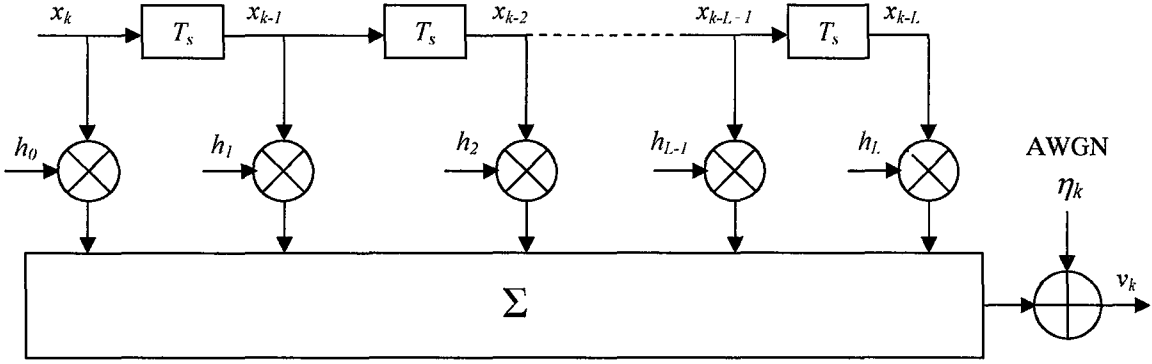 x_k x_{k-1} x_{k-2} x_{k-L-1} x_{k-L}
T_s T_s T_s
h_0 h_1 h_2 h_{L-1} h_L
AWGN
η_k
Σ
v_k